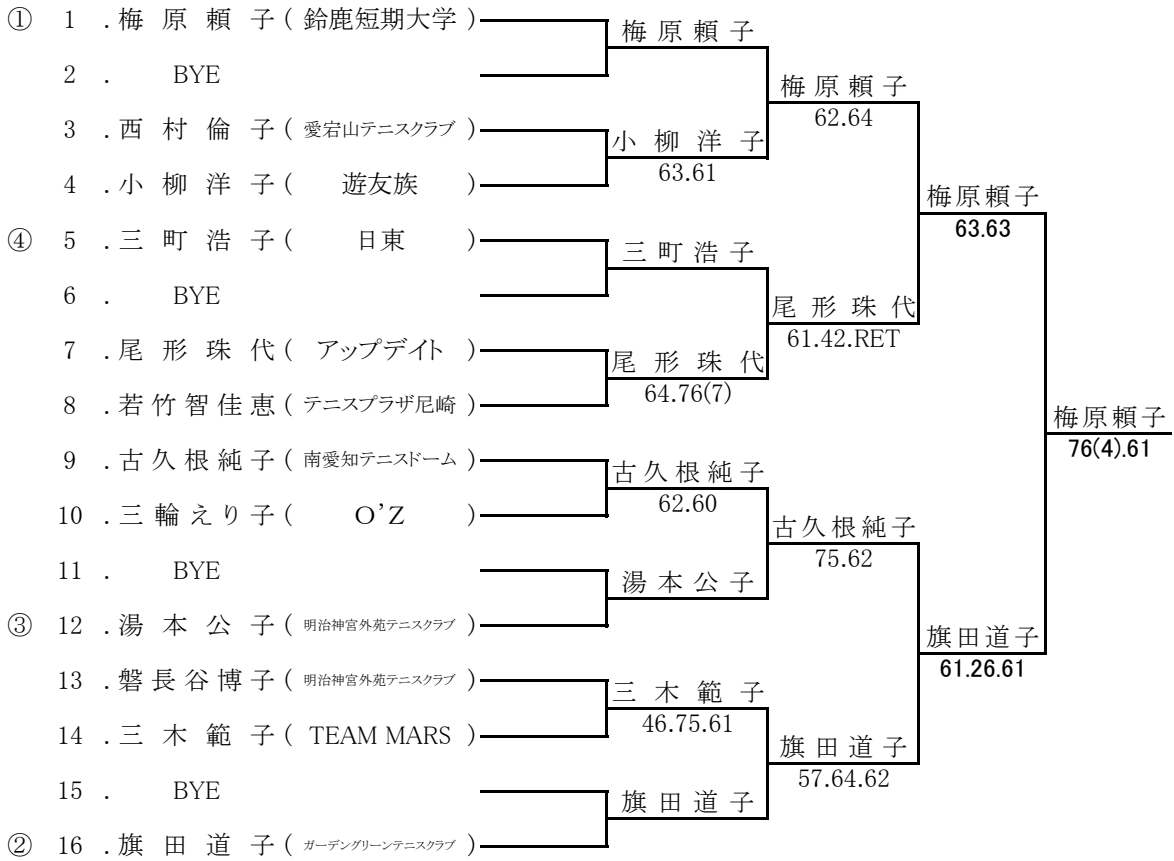 ① 1 .梅 原 頼 子 ( 鈴鹿短期大学 )
梅 原 頼 子
2 . BYE
梅 原 頼 子
62.64
3 .西 村 倫 子 ( 愛宕山テニスクラブ )
小 柳 洋 子
63.61
4 .小 柳 洋 子 ( 遊友族 )
梅原頼子
63.63
④ 5 .三 町 浩 子 ( 日東 )
三 町 浩 子
6 . BYE
尾 形 珠 代
61.42.RET
7 .尾 形 珠 代 ( アップデイト )
尾 形 珠 代
64.76(7)
8 .若 竹 智 佳 恵 ( テニスプラザ尼崎 )
梅原頼子
76(4).61
9 .古 久 根 純 子 ( 南愛知テニスドーム )
古 久 根 純 子
62.60
10 .三 輪 え り 子 ( O’Z )
古 久 根 純 子
75.62
11 . BYE
湯 本 公 子
③ 12 .湯 本 公 子 ( 明治神宮外苑テニスクラブ )
旗田道子
61.26.61
13 .磐 長 谷 博 子 ( 明治神宮外苑テニスクラブ )
三 木 範 子
46.75.61
14 .三 木 範 子 ( TEAM MARS )
旗 田 道 子
57.64.62
15 . BYE
旗 田 道 子
② 16 .旗 田 道 子 ( ガーデングリーンテニスクラブ )